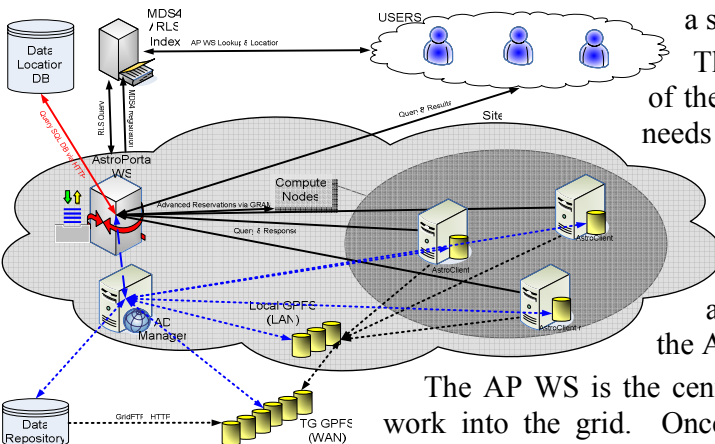 MDS4
/RLS
Index
USERS
AP WS Lookup & Location
Data
Location
DB
RLS Query
MDS4 Registration
Query SQL DB via HTTP
Query & Results
Site
AstroPorta
WS
Compute
Nodes
Advanced Reservations via GRAM
Query & Response
AstroClient
AstroClient
AstroClient
AD
Manager
Local GPFS
(LAN)
Data
Repository
GridFTP HTTP
TG GPFS
(WAN)
a s
Th
of the
needs
a
the A
The AP WS is the cen
work into the grid. Once